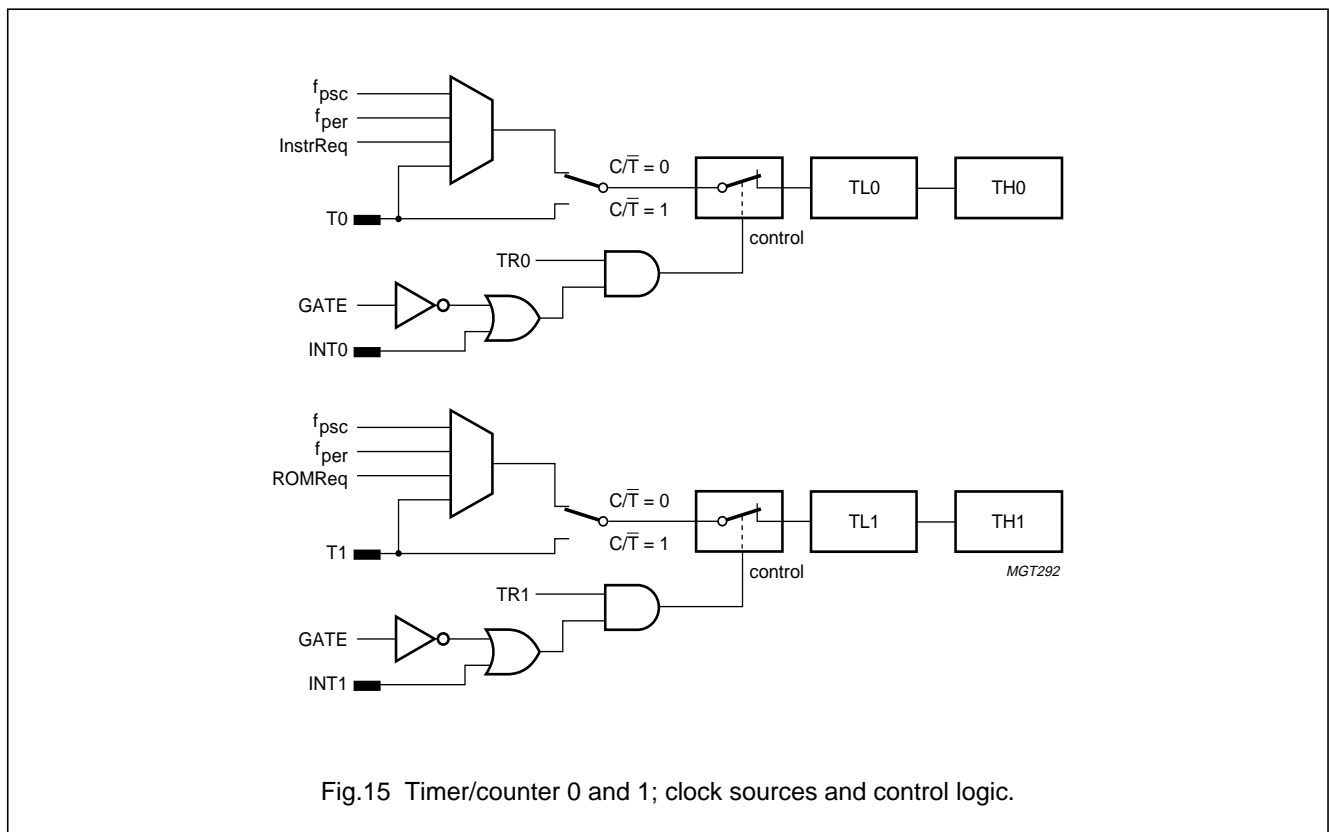 fpsc
fper
InstrReq
T0
C/T̅ = 0
C/T̅ = 1
TL0
TH0
control
TR0
GATE
INT0
fpsc
fper
ROMReq
T1
C/T̅ = 0
C/T̅ = 1
TL1
TH1
control
MGT292
TR1
GATE
INT1
Fig.15 Timer/counter 0 and 1; clock sources and control logic.